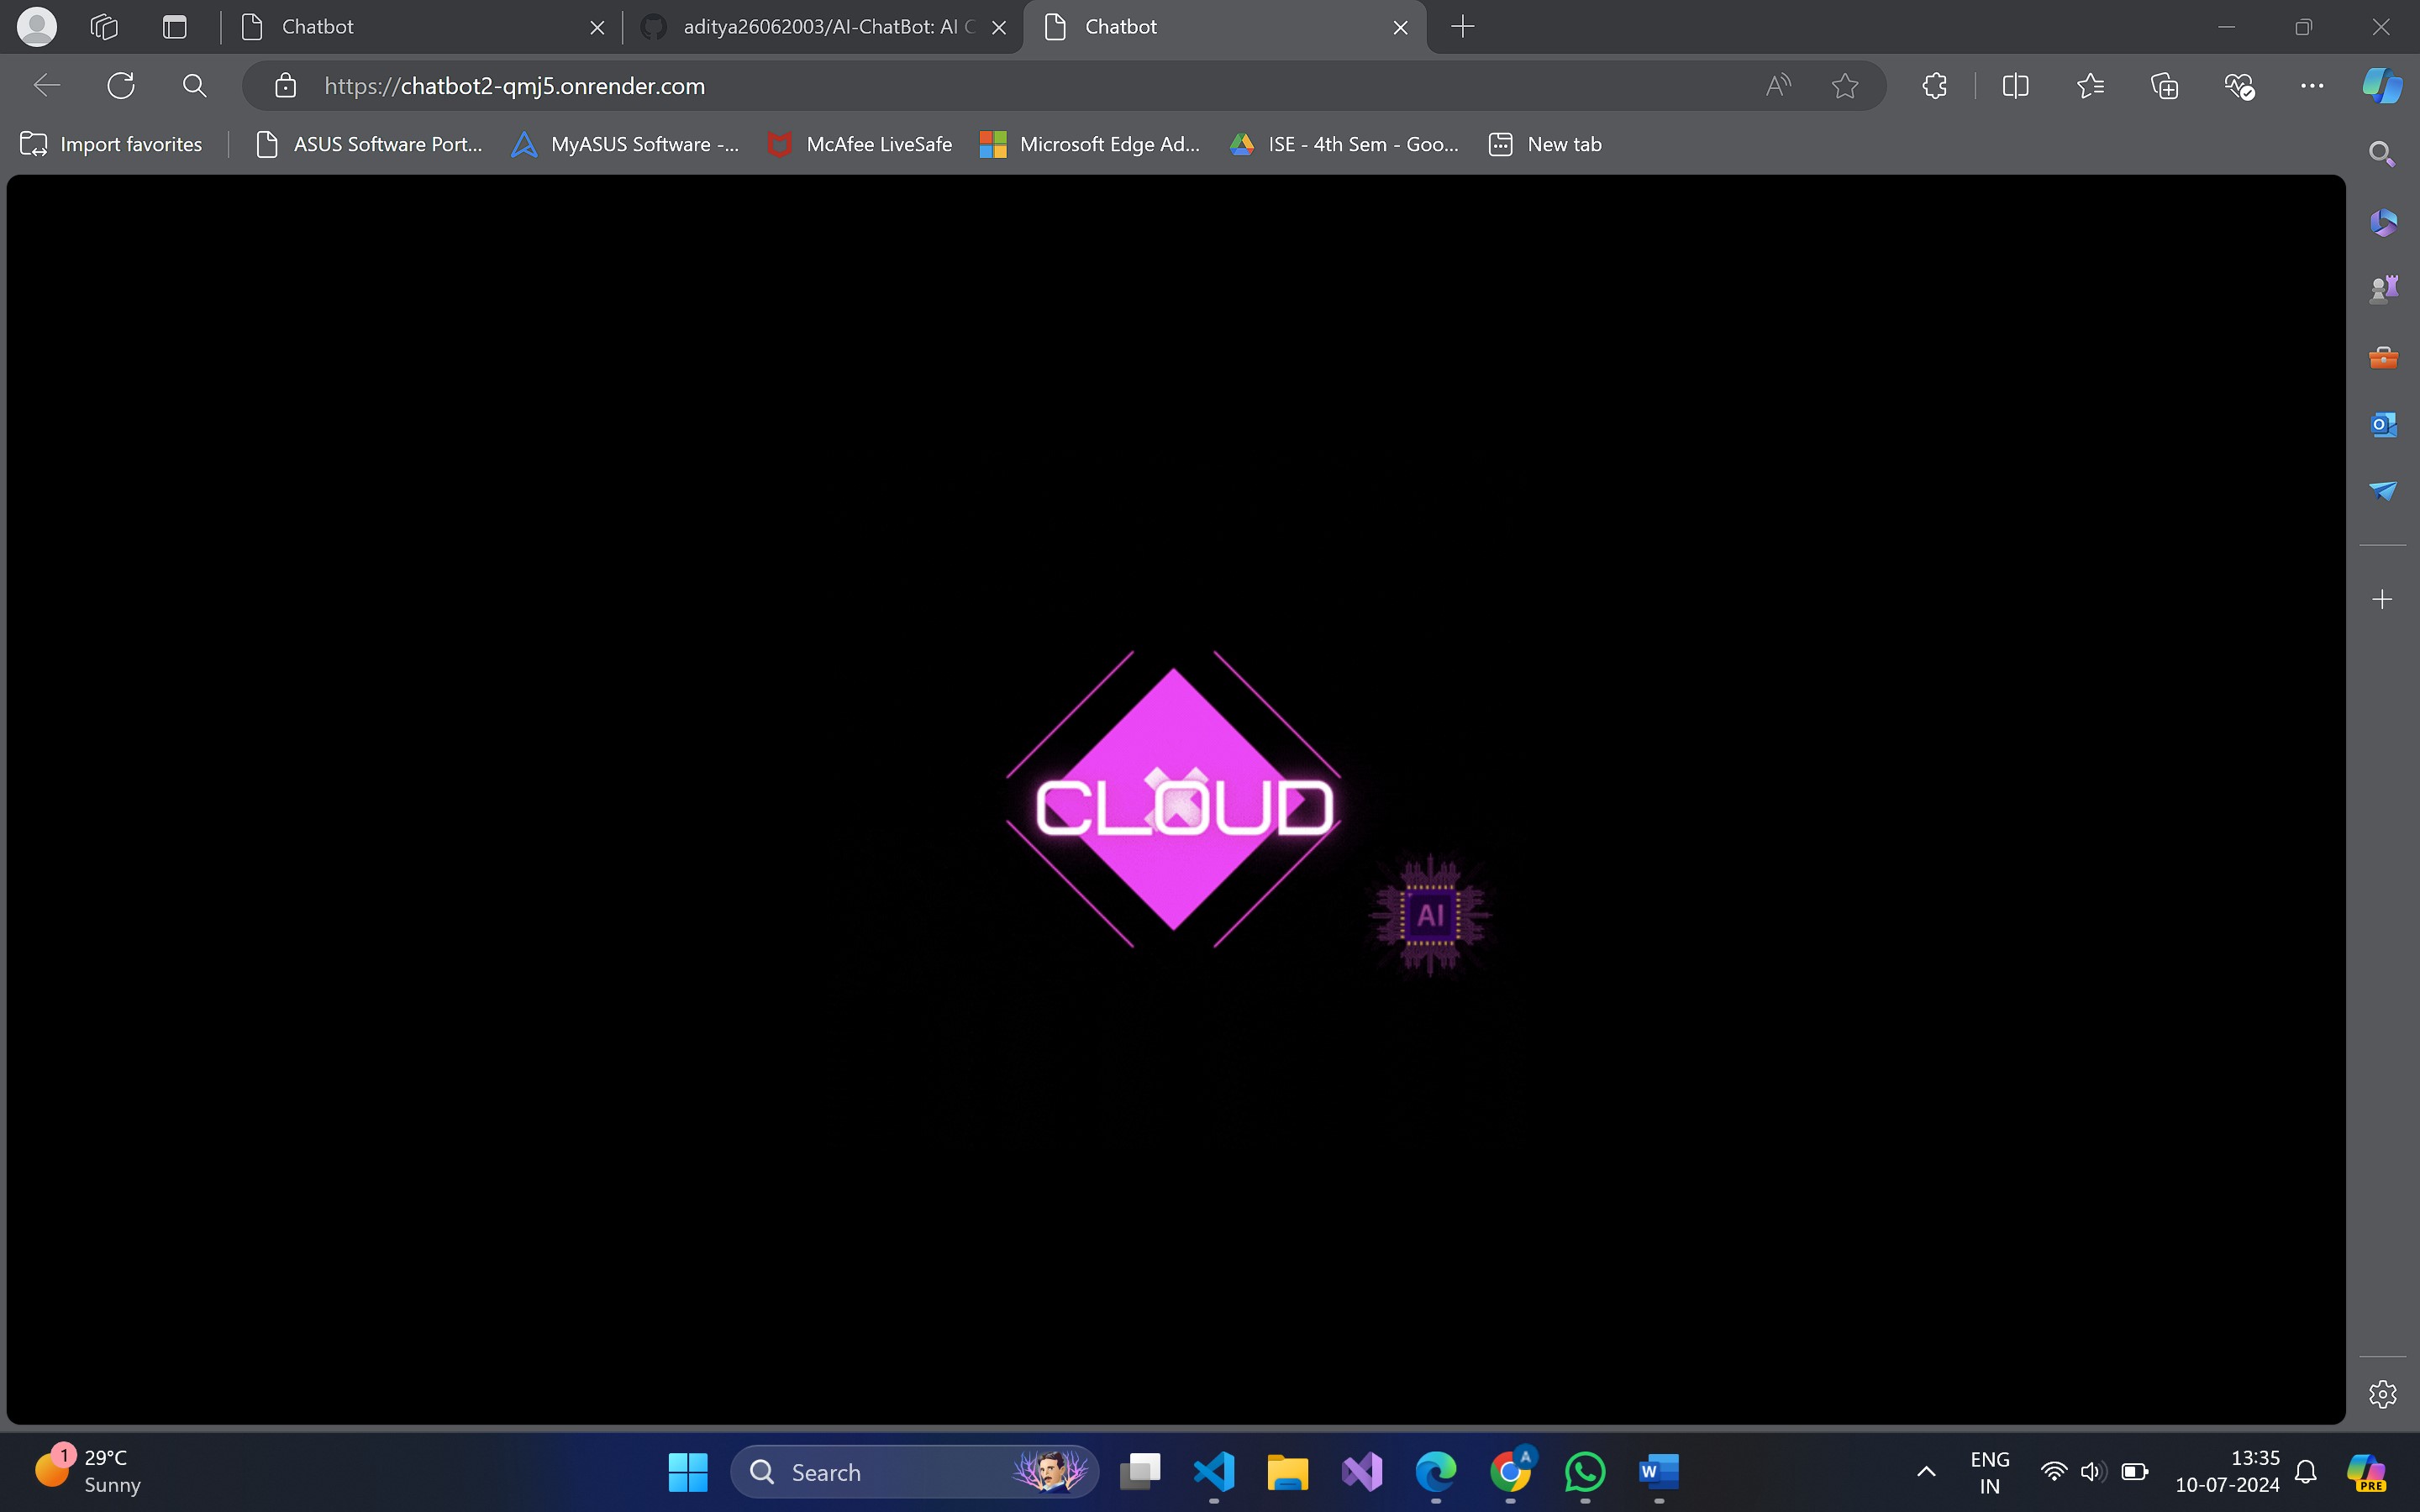 Chatbot
aditya26062003/AI-ChatBot: AI C
Chatbot
https://chatbot2-qmj5.onrender.com
Import favorites
ASUS Software Port...
MyASUS Software -...
McAfee LiveSafe
Microsoft Edge Ad...
ISE - 4th Sem - Goo...
New tab
CLOUD
AI
1
29°C
Sunny
Search
A
W
ENG
IN
13:35
10-07-2024
PRE